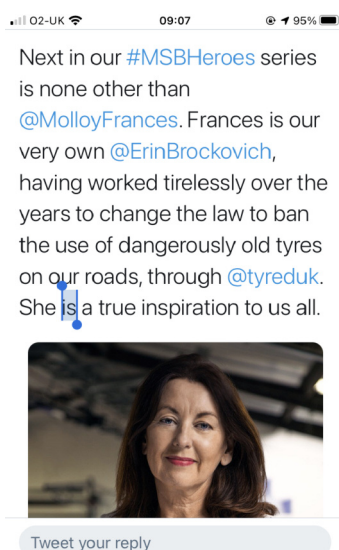 O2-UK 09:07 95%
Next in our #MSBHeroes series
is none other than
@MolloyFrances. Frances is our
very own @ErinBrockovich,
having worked tirelessly over the
years to change the law to ban
the use of dangerously old tyres
on our roads, through @tyreduk.
She is a true inspiration to us all.
Tweet your reply